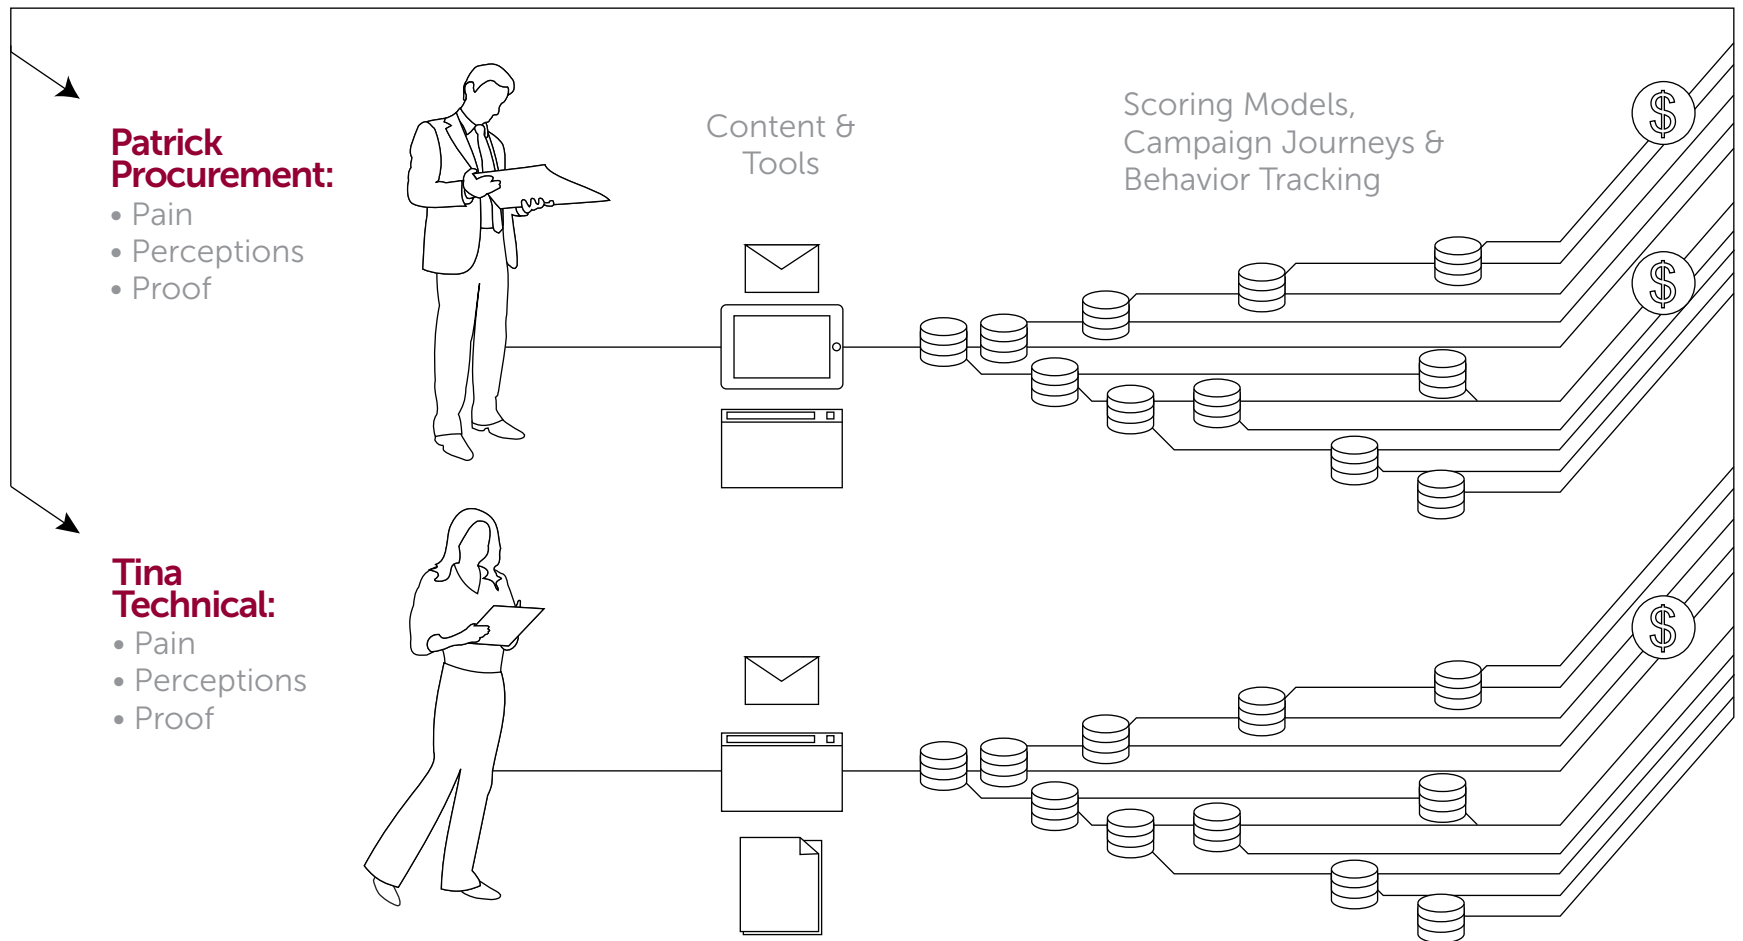 Patrick
Procurement:
• Pain
• Perceptions
• Proof
Content &
Tools
Scoring Models,
Campaign Journeys &
Behavior Tracking
$
$
Tina
Technical:
• Pain
• Perceptions
• Proof
$